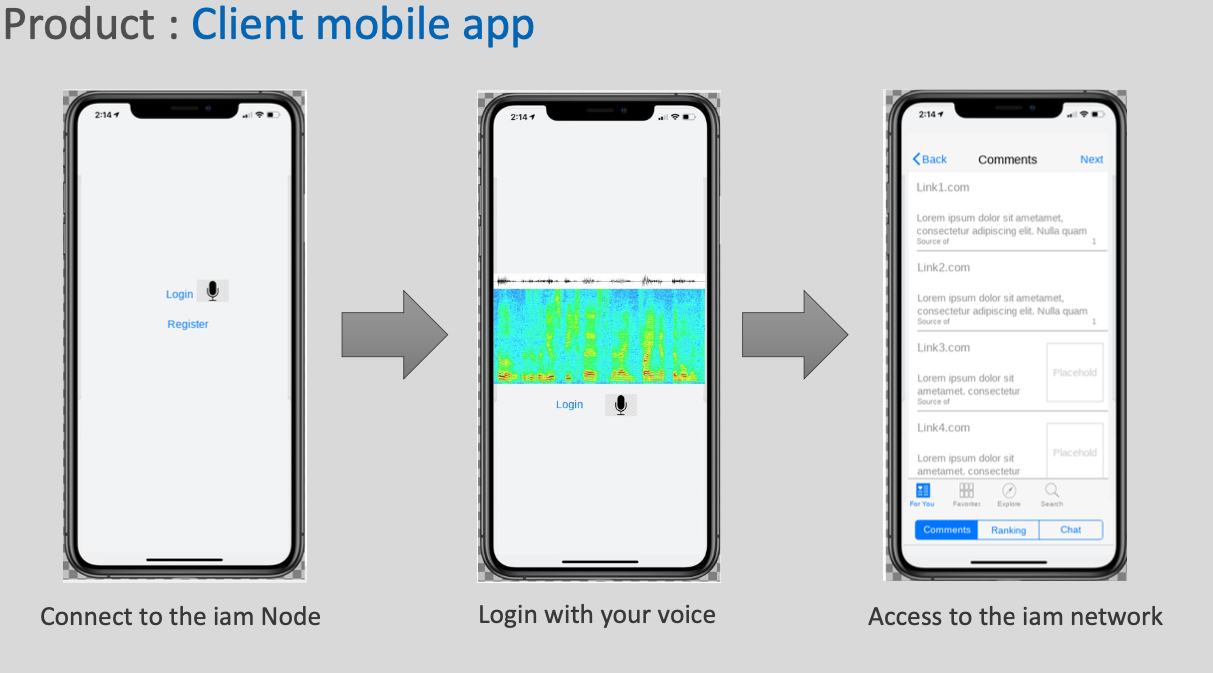 Product : Client mobile app
2:14
Login
Register
Connect to the iam Node
2:14
Login
Login with your voice
2:14
Back Comments Next
Link1.com
Lorem ipsum dolor sit ametamet,
consectetur adipiscing elit. Nulla quam
Source of 1
Link2.com
Lorem ipsum dolor sit ametamet,
consectetur adipiscing elit. Nulla quam
Source of 1
Link3.com
Placehold
Lorem ipsum dolor sit
ametamet, consectetur
Source of
Link4.com
Placehold
Lorem ipsum dolor sit
ametamet, consectetur
For You Favorites Explore Search
Comments Ranking Chat
Access to the iam network